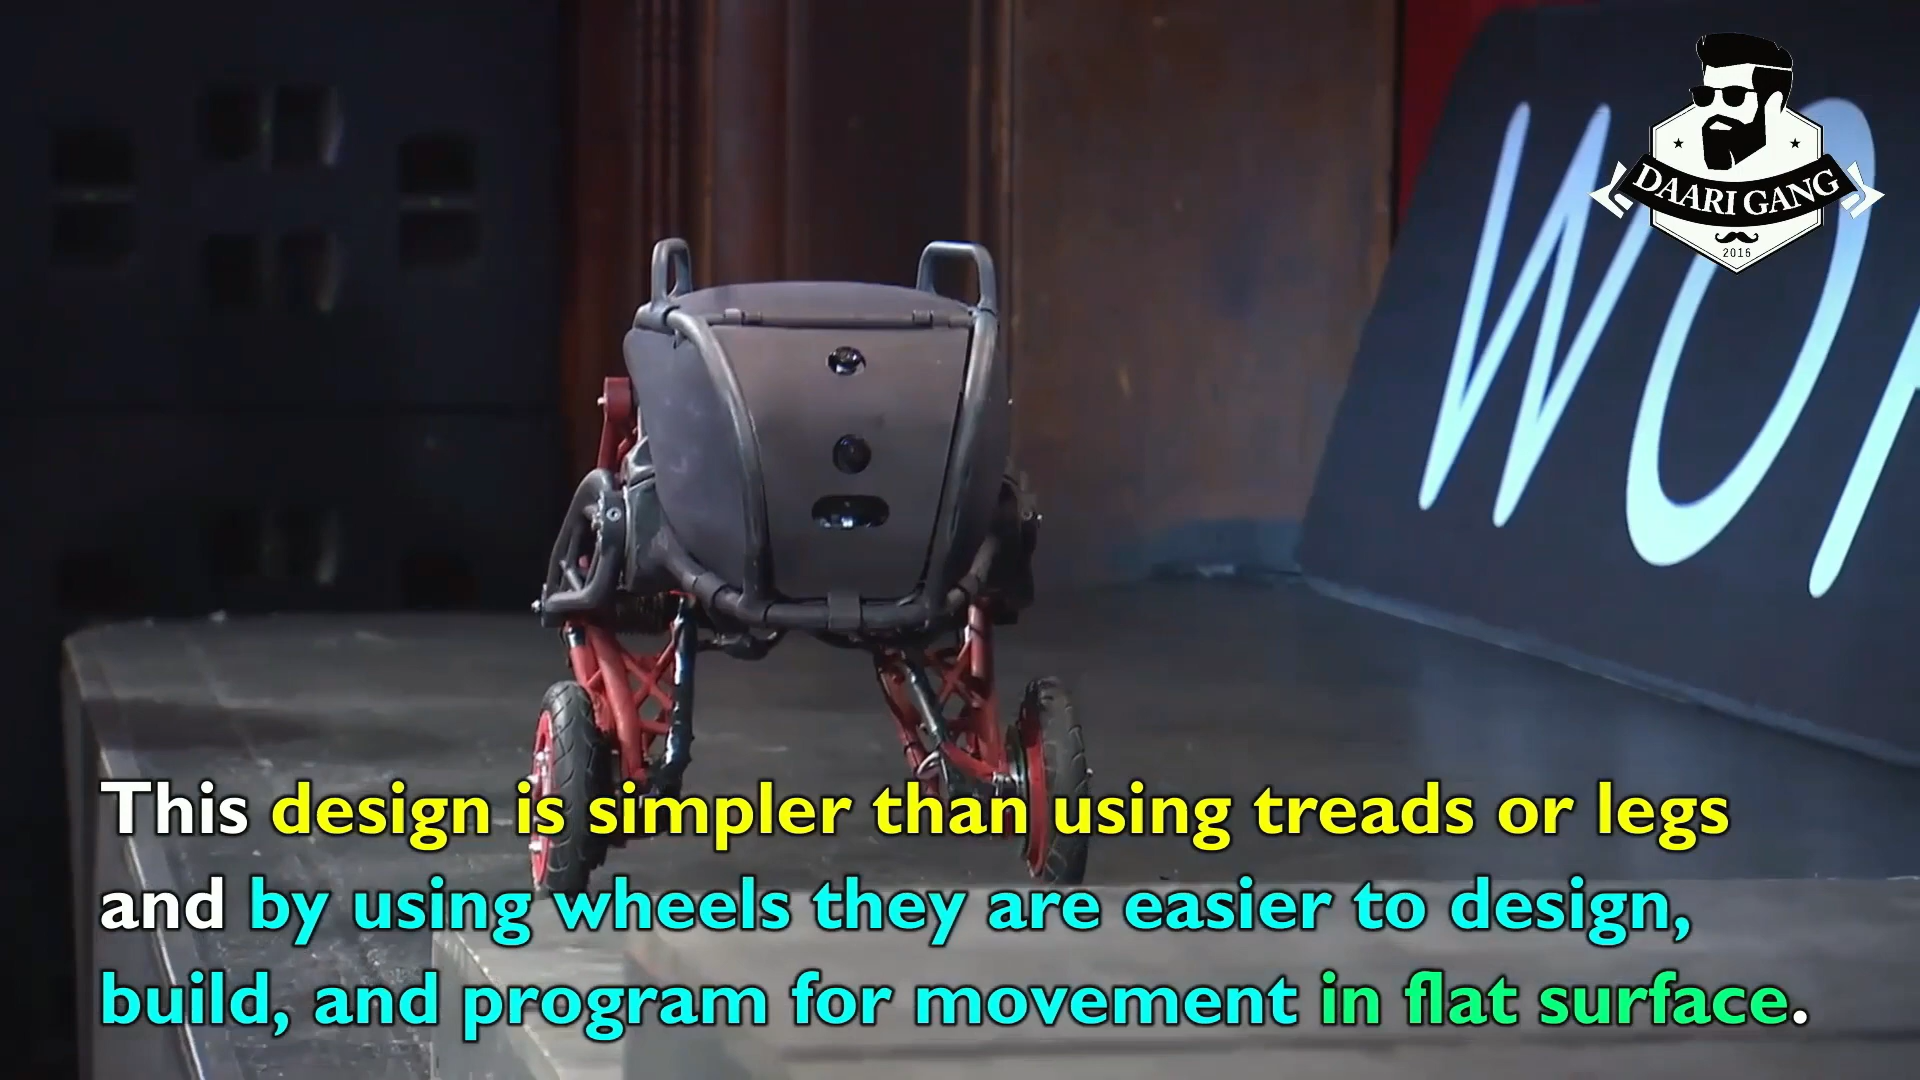 DAARI GANG
2016
WO
This design is simpler than using treads or legs
and by using wheels they are easier to design,
build, and program for movement in flat surface.